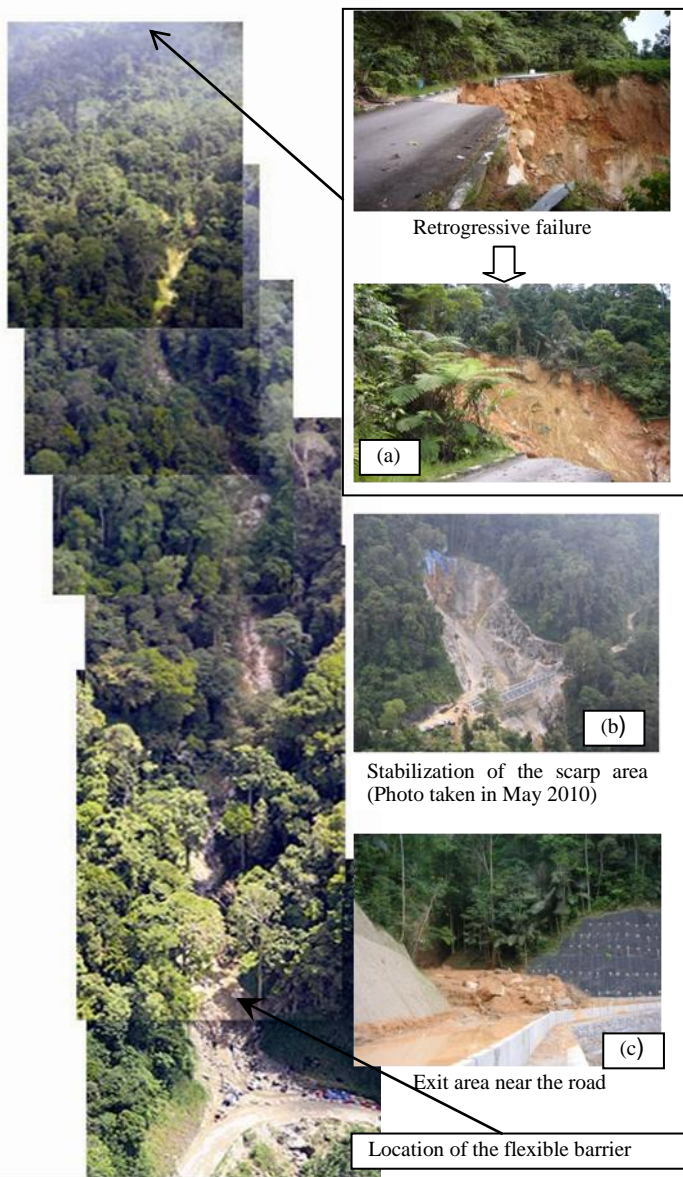 Retrogressive failure
(a)
(b)
Stabilization of the scarp area
(Photo taken in May 2010)
(c)
Exit area near the road
Location of the flexible barrier